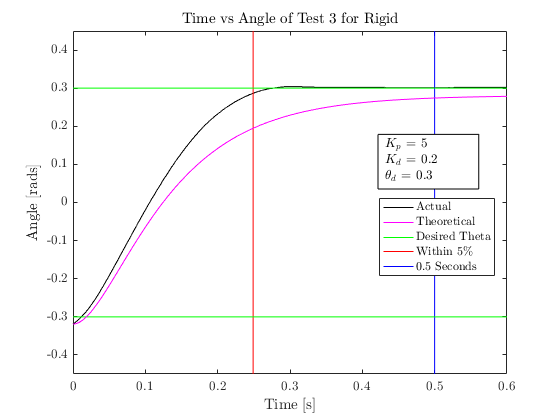 Time vs Angle of Test 3 for Rigid
0.4
0.3
0.2
0.1
0
-0.1
-0.2
-0.3
-0.4
Angle [rads]
K_p = 5
K_d = 0.2
θ_d = 0.3
Actual
Theoretical
Desired Theta
Within 5%
0.5 Seconds
0 0.1 0.2 0.3 0.4 0.5 0.6
Time [s]